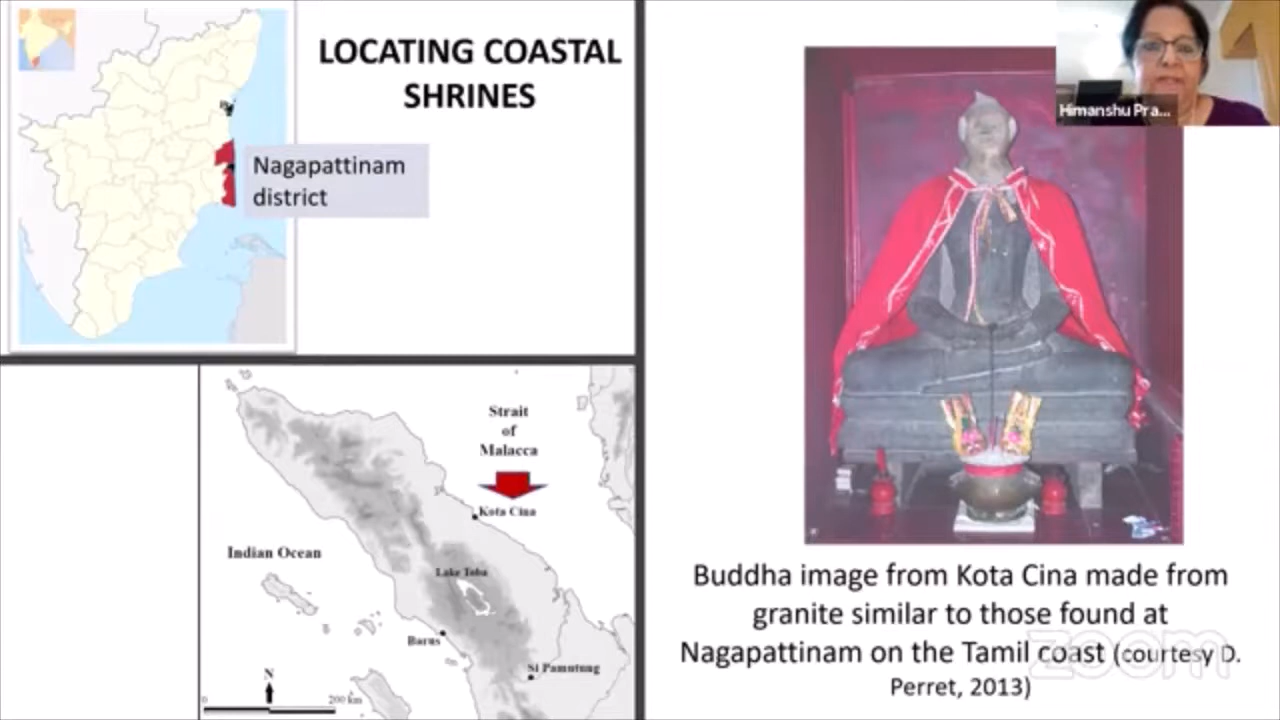 LOCATING COASTAL
SHRINES
Nagapattinam
district
Strait
of
Malacca
Kota Cina
Indian Ocean
Lake Toba
Barus
Si Pamutung
N
0
200 km
Himanshu Pra...
Buddha image from Kota Cina made from
granite similar to those found at
Nagapattinam on the Tamil coast (courtesy D.
Perret, 2013)
zoom